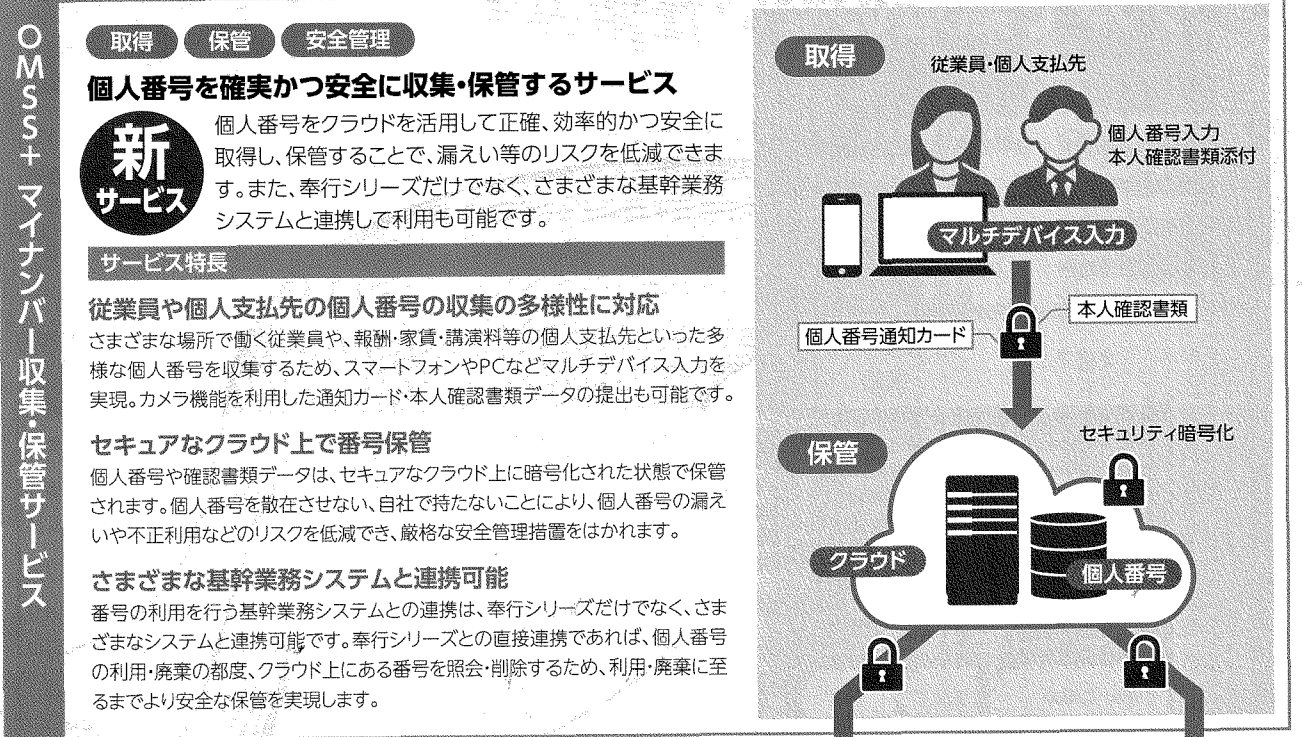 OMSS+ マイナンバー収集・保管サービス
取得 保管 安全管理
個人番号を確実かつ安全に収集・保管するサービス
新
サービス
個人番号をクラウドを活用して正確、効率的かつ安全に
取得し、保管することで、漏えい等のリスクを低減できま
す。また、奉行シリーズだけでなく、さまざまな基幹業務
システムと連携して利用も可能です。
サービス特長
従業員や個人支払先の個人番号の収集の多様性に対応
さまざまな場所で働く従業員や、報酬・家賃・講演料等の個人支払先といった多
様な個人番号を収集するため、スマートフォンやPCなどマルチデバイス入力を
実現。カメラ機能を利用した通知カード・本人確認書類データの提出も可能です。
セキュアなクラウド上で番号保管
個人番号や確認書類データは、セキュアなクラウド上に暗号化された状態で保管
されます。個人番号を散在させない、自社で持たないことにより、個人番号の漏え
いや不正利用などのリスクを低減でき、厳格な安全管理措置をはかれます。
さまざまな基幹業務システムと連携可能
番号の利用を行う基幹業務システムとの連携は、奉行シリーズだけでなく、さま
ざまなシステムと連携可能です。奉行シリーズとの直接連携であれば、個人番号
の利用・廃棄の都度、クラウド上にある番号を照会・削除するため、利用・廃棄に至
るまでより安全な保管を実現します。
取得
従業員・個人支払先
個人番号入力
本人確認書類添付
マルチデバイス入力
本人確認書類
個人番号通知カード
セキュリティ暗号化
保管
クラウド
個人番号